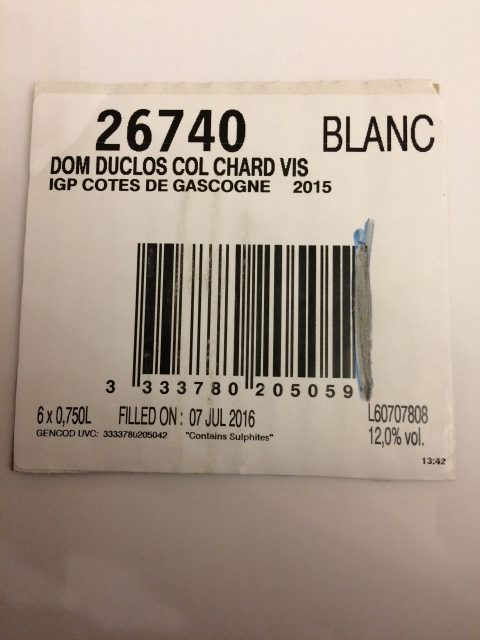 26740 BLANC
DOM DUCLOS COL CHARD VIS
IGP COTES DE GASCOGNE 2015
3 333780 205059
6 x 0,750L FILLED ON : 07 JUL 2016 L60707808
GENCOD UVC: 3333780205042 "Contains Sulphites" 12,0% vol.
13:42